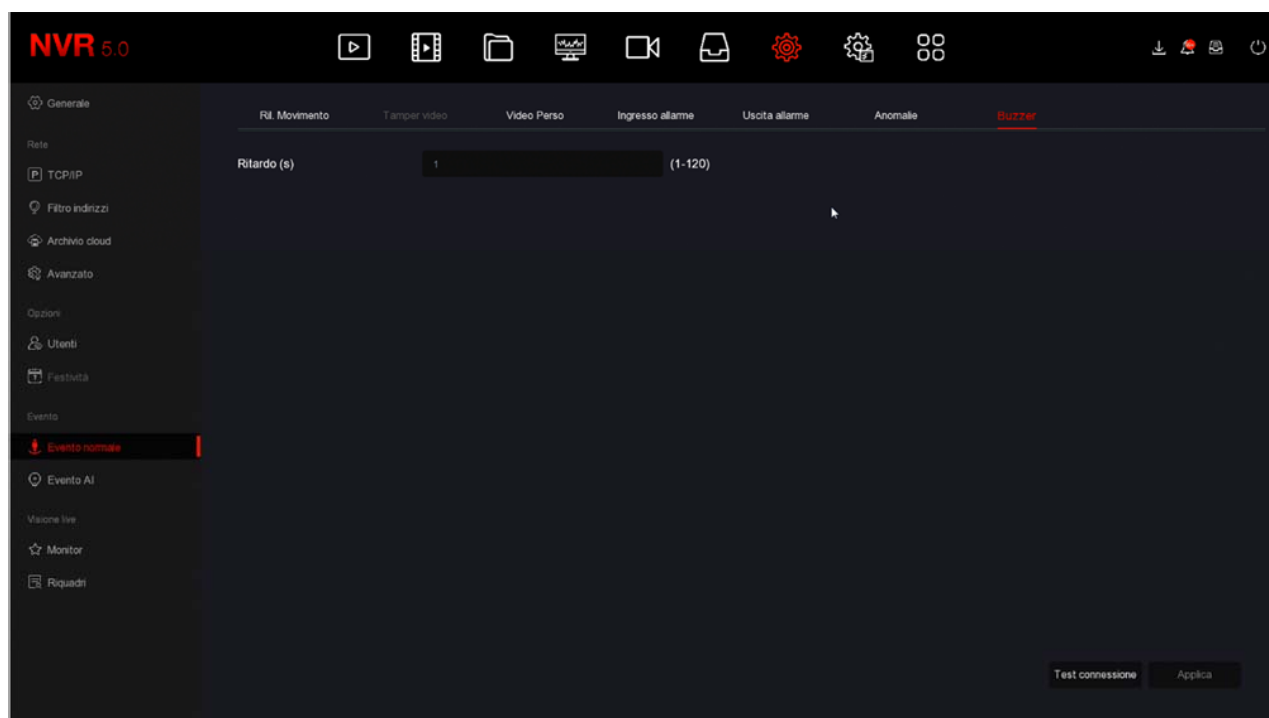 NVR 5.0
Generale
Ril. Movimento Tamper video Video Perso Ingresso allarme Uscita allarme Anomalie Buzzer
Rete
Ritardo (s) 1 (1-120)
P TCP/IP
Filtro indirizzi
Archivio cloud
Avanzato
Opzioni
Utenti
Festività
Evento
Evento normale
Evento AI
Visione live
Monitor
Riquadri
Test connessione Applica